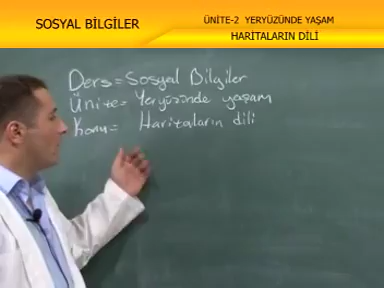 SOSYAL BİLGİLER
ÜNİTE-2 YERYÜZÜNDE YAŞAM
HARİTALARIN DİLİ
Ders = Sosyal Bilgiler
Ünite = Yeryüzünde yaşam
Konu = Haritaların dili